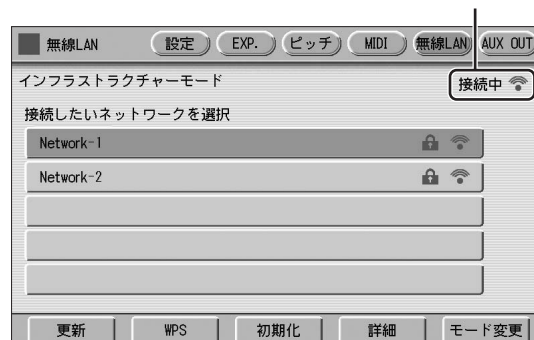 無線LAN 設定 EXP. ピッチ MIDI 無線LAN AUX OUT
インフラストラクチャーモード 接続中
接続したいネットワークを選択
Network-1
Network-2
更新 WPS 初期化 詳細 モード変更